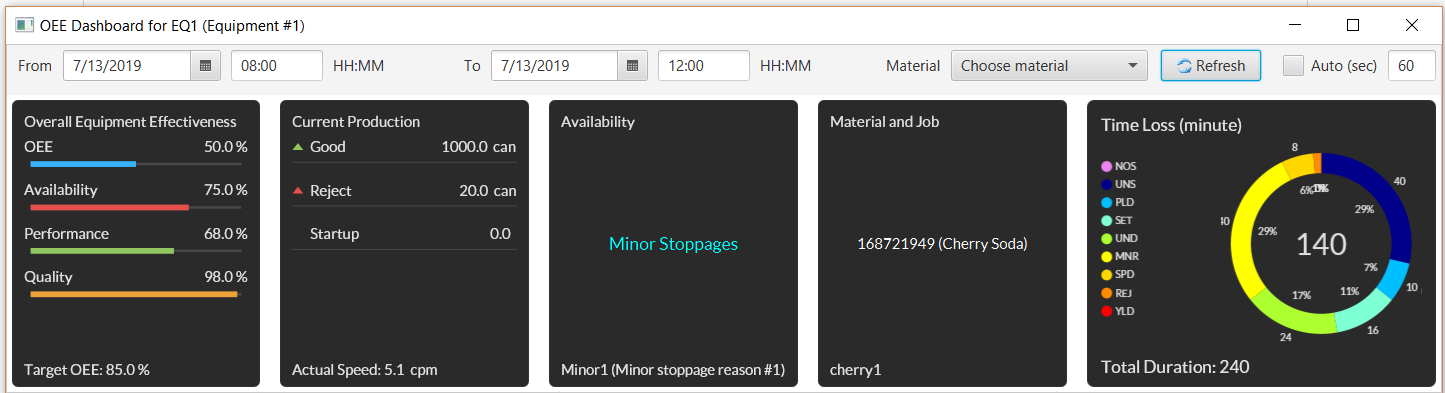 OEE Dashboard for EQ1 (Equipment #1)
From 7/13/2019 08:00 HH:MM To 7/13/2019 12:00 HH:MM Material Choose material Refresh Auto (sec) 60
Overall Equipment Effectiveness
OEE 50.0 %
Availability 75.0 %
Performance 68.0 %
Quality 98.0 %
Target OEE: 85.0 %
Current Production
Good 1000.0 can
Reject 20.0 can
Startup 0.0
Actual Speed: 5.1 cpm
Availability
Minor Stoppages
Minor1 (Minor stoppage reason #1)
Material and Job
168721949 (Cherry Soda)
cherry1
Time Loss (minute)
NOS
UNS
PLD
SET
UND
MNR
SPD
REJ
YLD
8
40
6%
29%
29%
140
7%
10
17%
11%
24
16
Total Duration: 240